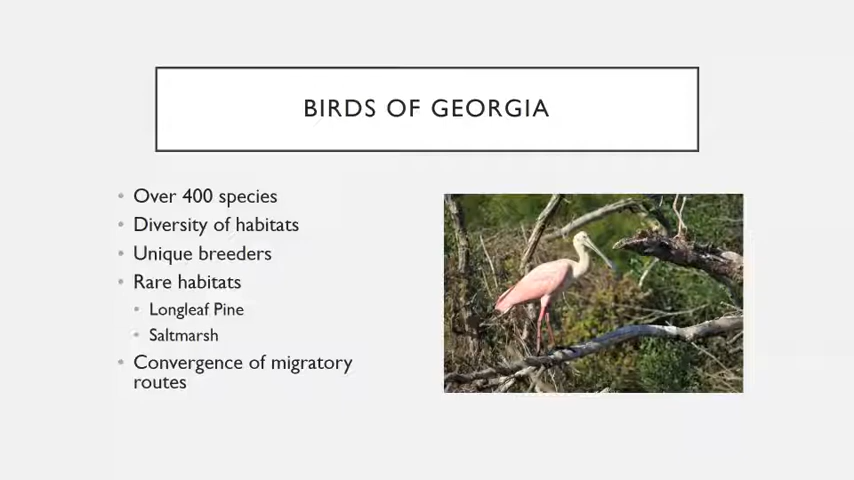 BIRDS OF GEORGIA
Over 400 species
Diversity of habitats
Unique breeders
Rare habitats
Longleaf Pine
Saltmarsh
Convergence of migratory
routes